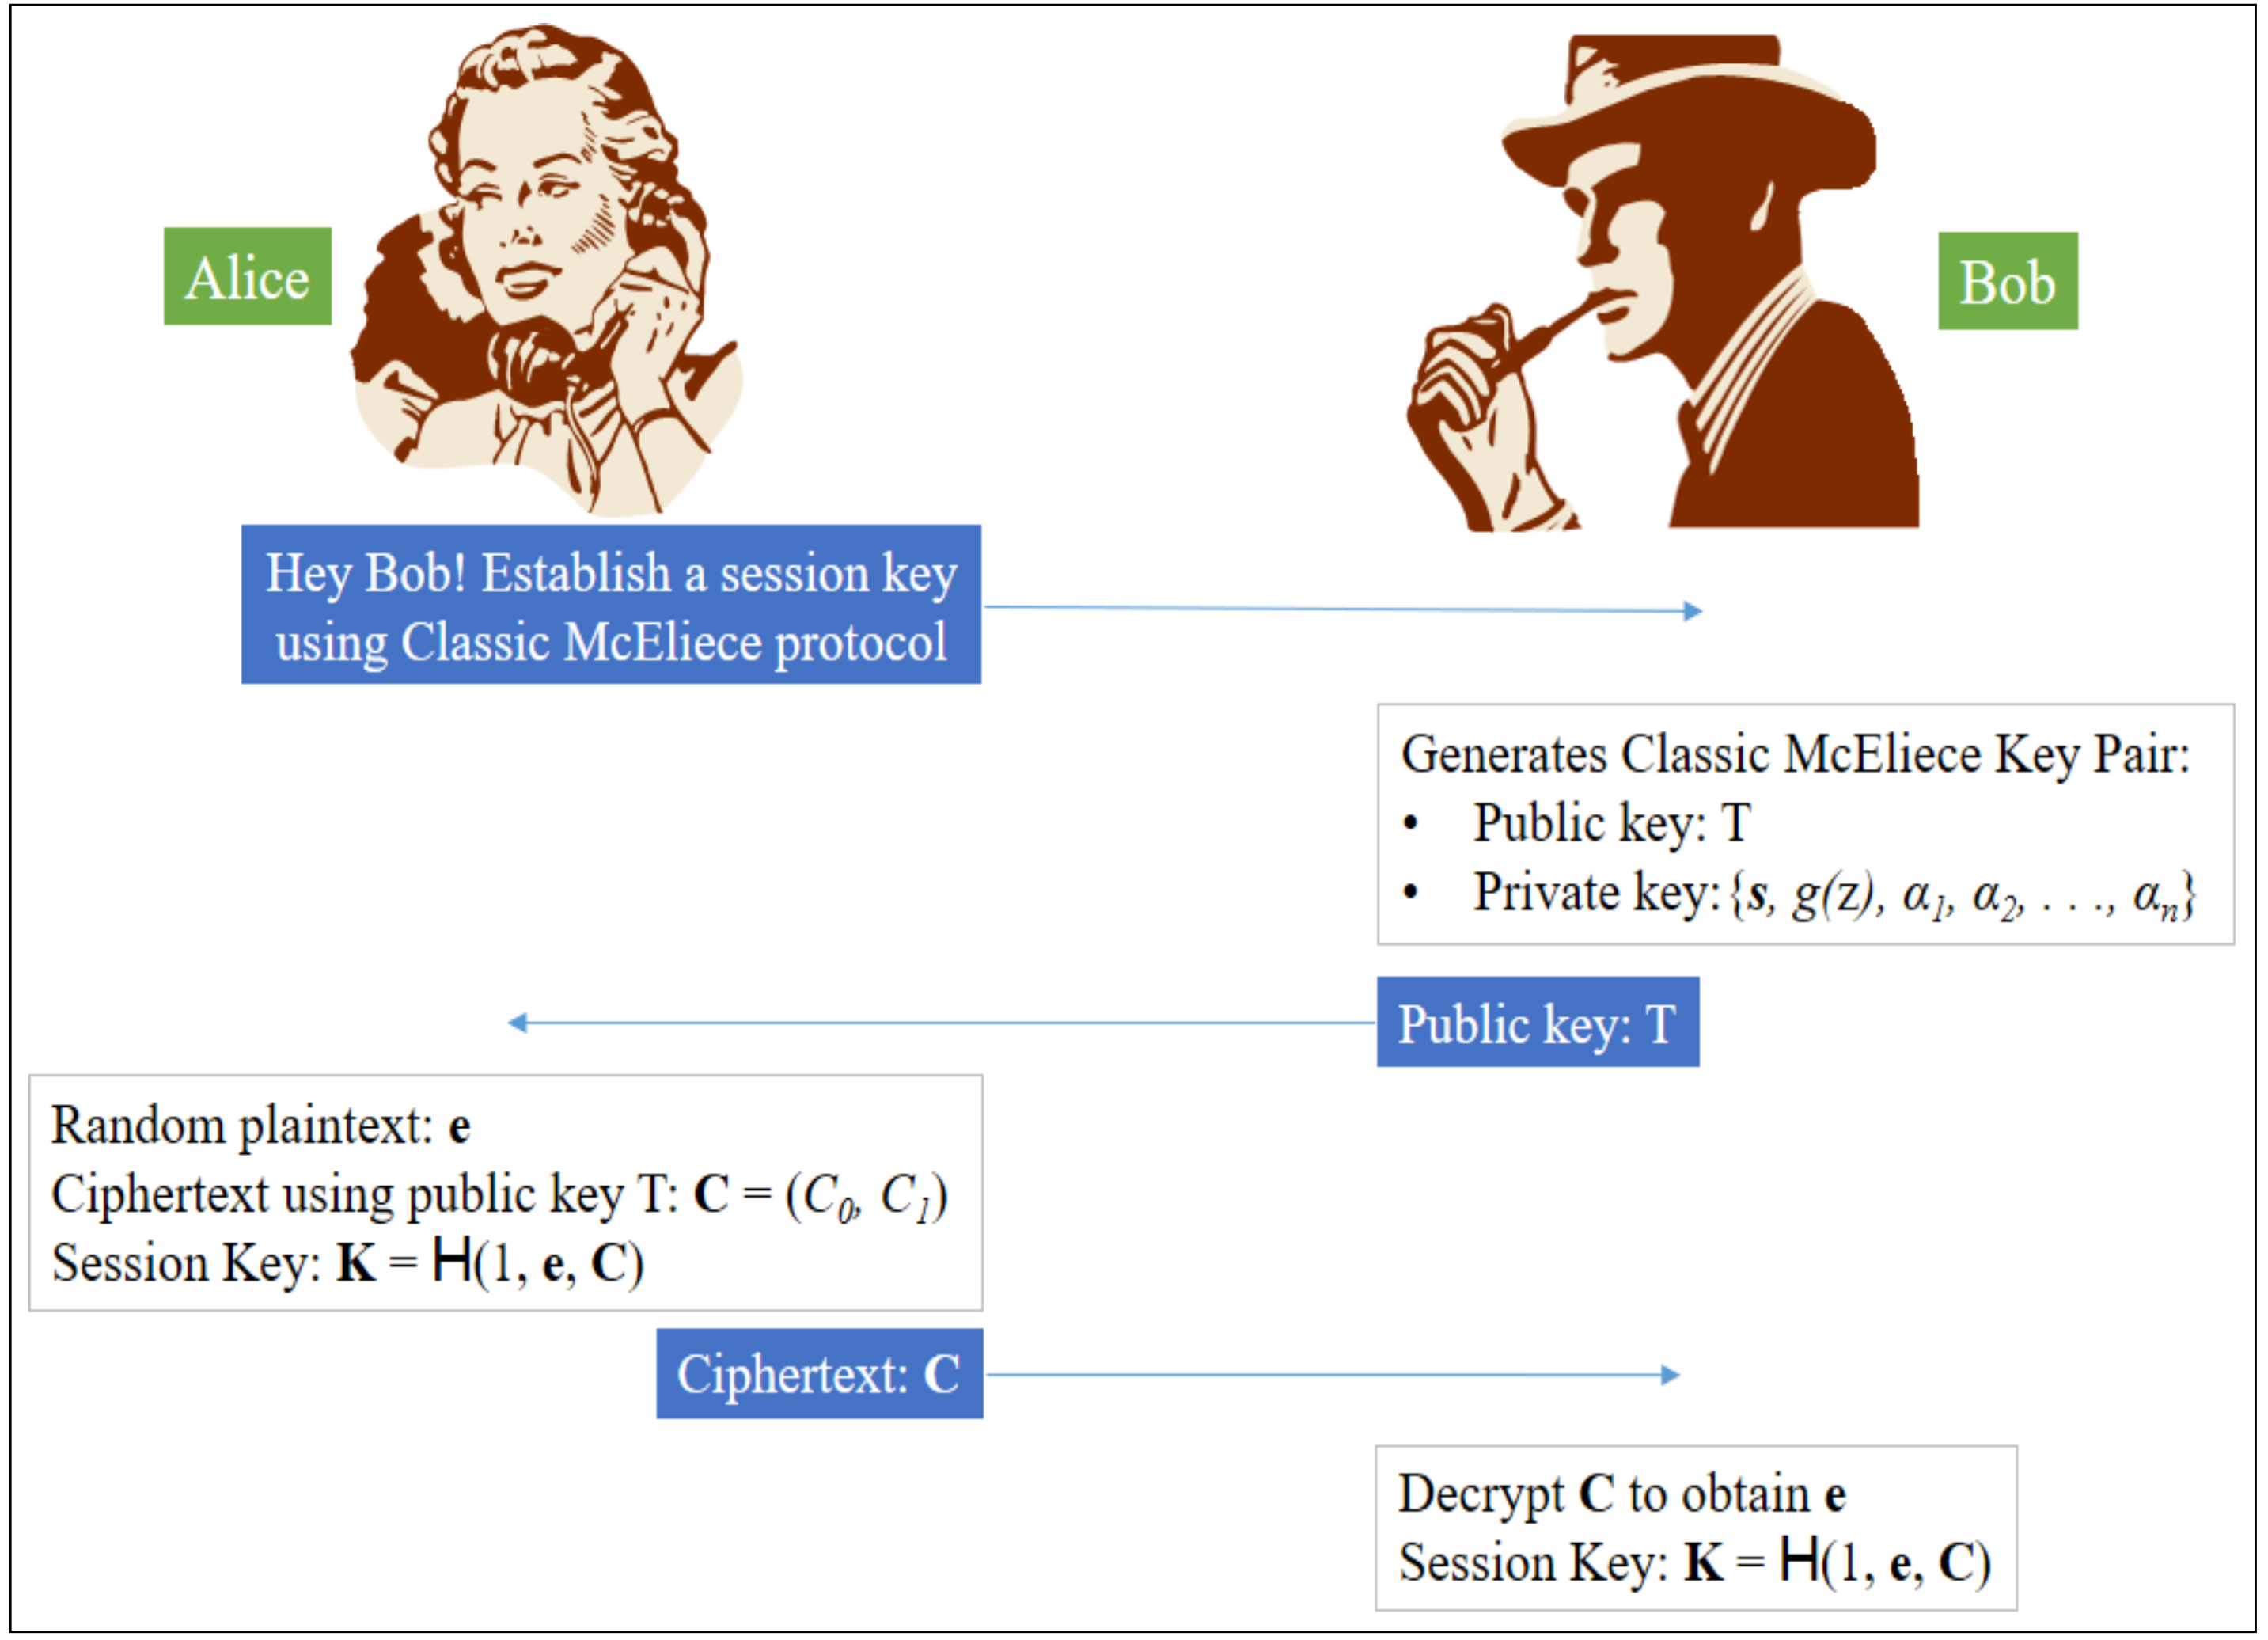 Alice
Bob
Hey Bob! Establish a session key
using Classic McEliece protocol
Generates Classic McEliece Key Pair:
• Public key: T
• Private key: {s, g(z), α₁, α₂, . . ., αₙ}
Public key: T
Random plaintext: e
Ciphertext using public key T: C = (C₀, C₁)
Session Key: K = H(1, e, C)
Ciphertext: C
Decrypt C to obtain e
Session Key: K = H(1, e, C)